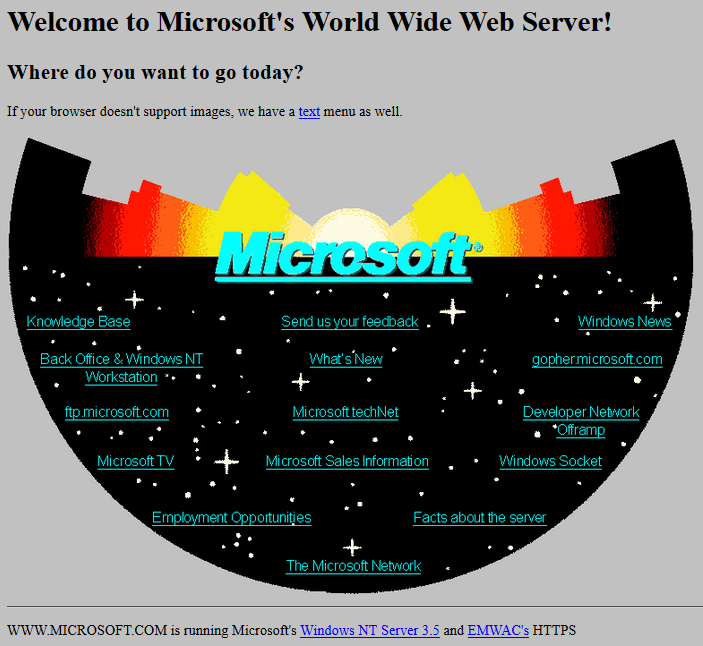 Welcome to Microsoft's World Wide Web Server!
Where do you want to go today?
If your browser doesn't support images, we have a text menu as well.
Microsoft®
Knowledge Base
Send us your feedback
Windows News
Back Office & Windows NT
Workstation
What's New
gopher.microsoft.com
ftp.microsoft.com
Microsoft techNet
Developer Network
Offramp
Microsoft TV
Microsoft Sales Information
Windows Socket
Employment Opportunities
Facts about the server
The Microsoft Network
WWW.MICROSOFT.COM is running Microsoft's Windows NT Server 3.5 and EMWAC's HTTPS